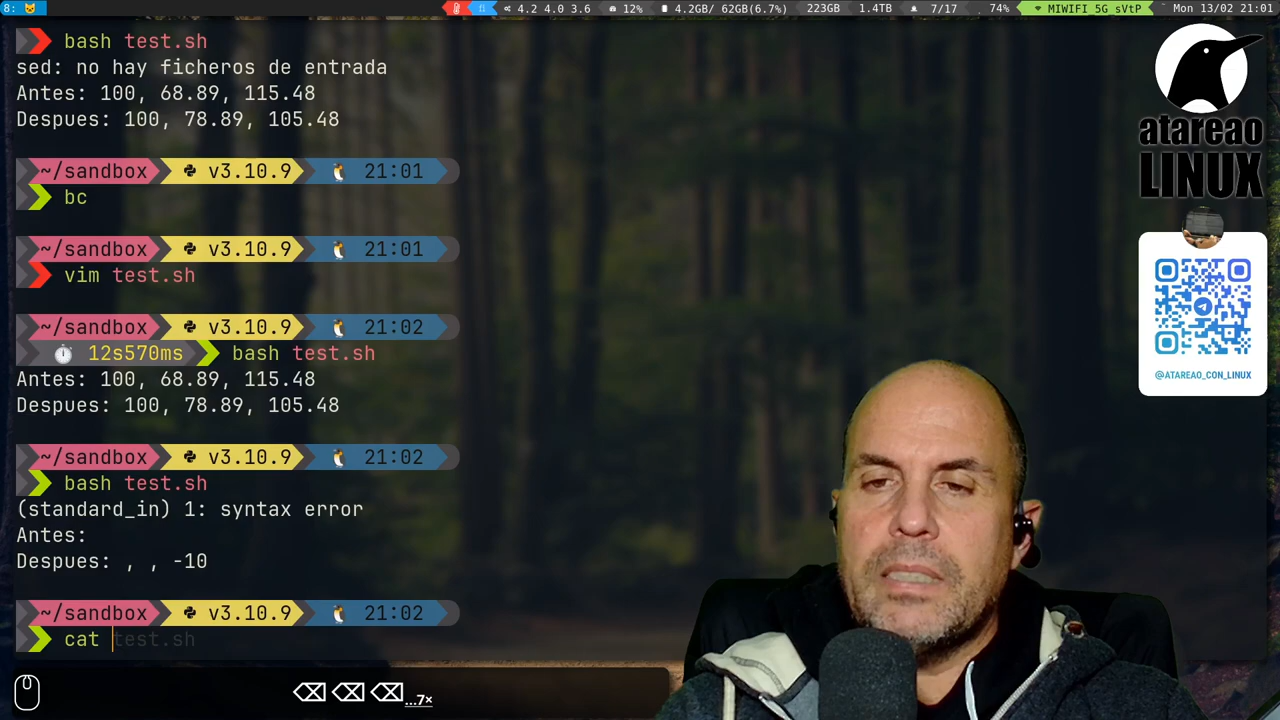 8:
4.2 4.0 3.6 12% 4.2GB/ 62GB(6.7%) 223GB 1.4TB 7/17 74% MIWIFI_5G_sVtP Mon 13/02 21:01
bash test.sh
sed: no hay ficheros de entrada
Antes: 100, 68.89, 115.48
Despues: 100, 78.89, 105.48
~/sandbox v3.10.9 21:01
bc
~/sandbox v3.10.9 21:01
vim test.sh
~/sandbox v3.10.9 21:02
12s570ms bash test.sh
Antes: 100, 68.89, 115.48
Despues: 100, 78.89, 105.48
~/sandbox v3.10.9 21:02
bash test.sh
(standard_in) 1: syntax error
Antes:
Despues: , , -10
~/sandbox v3.10.9 21:02
cat test.sh
...7×
atareao
LINUX
@ATAREAO_CON_LINUX